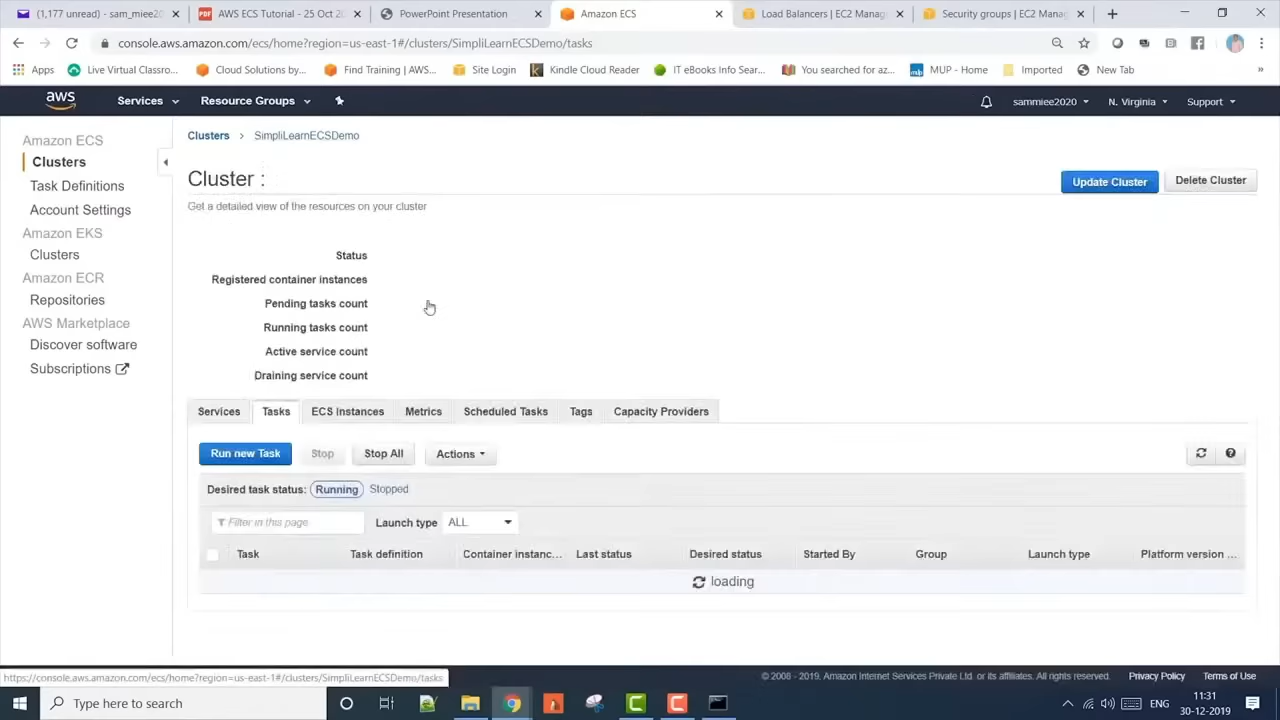 (1,177 unread) - sam_miee20
AWS ECS Tutorial - 25 Oct 20
PowerPoint Presentation
Amazon ECS
Load Balancers | EC2 Manag
Security groups | EC2 Manag
console.aws.amazon.com/ecs/home?region=us-east-1#/clusters/SimpliLearnECSDemo/tasks
Apps
Live Virtual Classro...
Cloud Solutions by...
Find Training | AWS...
Site Login
Kindle Cloud Reader
IT eBooks Info Sear...
You searched for az...
MUP - Home
Imported
New Tab
»
aws
Services
Resource Groups
sammiee2020
N. Virginia
Support
Amazon ECS
Clusters
Task Definitions
Account Settings
Amazon EKS
Clusters
Amazon ECR
Repositories
AWS Marketplace
Discover software
Subscriptions
Clusters > SimpliLearnECSDemo
Cluster :
Update Cluster
Delete Cluster
Get a detailed view of the resources on your cluster
Status
Registered container instances
Pending tasks count
Running tasks count
Active service count
Draining service count
Services
Tasks
ECS Instances
Metrics
Scheduled Tasks
Tags
Capacity Providers
Run new Task
Stop
Stop All
Actions
Desired task status: Running Stopped
Filter in this page
Launch type
ALL
Task
Task definition
Container instanc...
Last status
Desired status
Started By
Group
Launch type
Platform version ...
loading
https://console.aws.amazon.com/ecs/home?region=us-east-1#/clusters/SimpliLearnECSDemo/tasks
© 2008 - 2019, Amazon Internet Services Private Ltd. or its affiliates. All rights reserved.
Privacy Policy
Terms of Use
Type here to search
ENG
11:31
30-12-2019